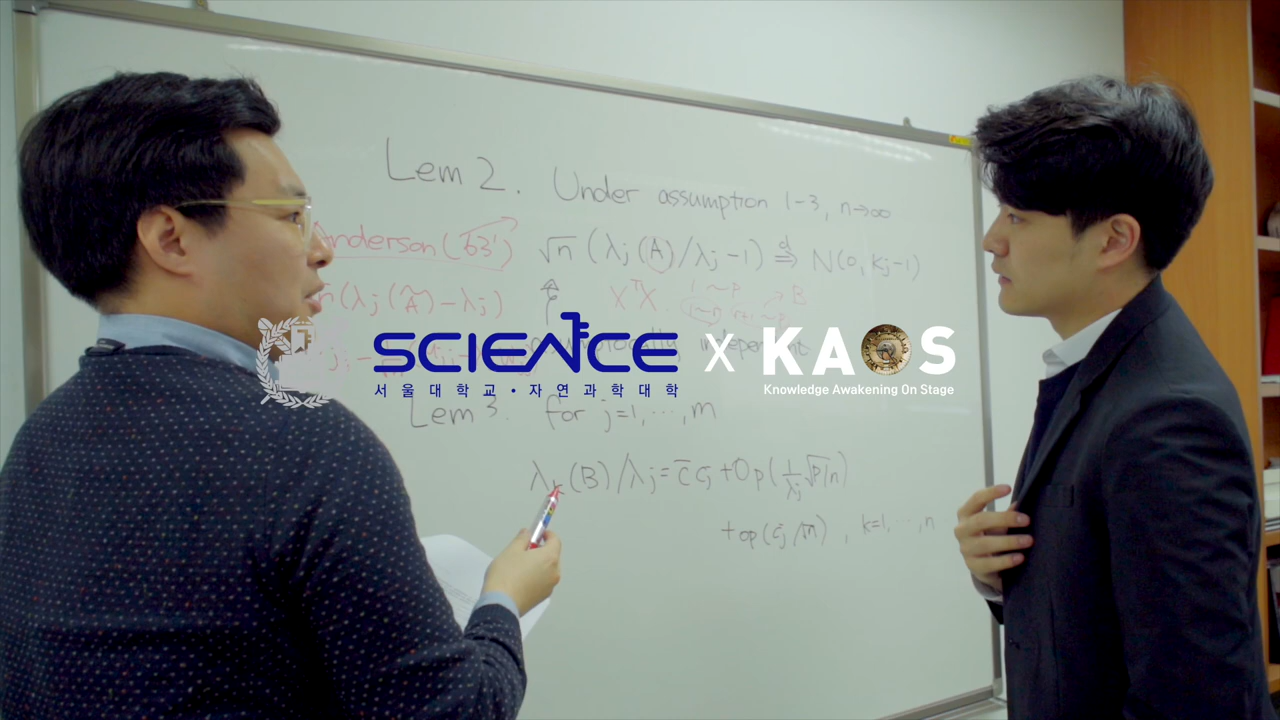 Lem 2. Under assumption 1-3, n→∞
Anderson (63') √n (λj (A) / λj -1) ⇒ N(0, Kj-1)
(λj (Ã) - λj) XᵀX 1~p
SCIENCE X KAOS
서울대학교·자연과학대학 Knowledge Awakening On Stage
Lem 3. for j=1, ⋯, m
(B) / λj = c̄ cj + Op( 1/λj √p/n)
+ op(cj/√n), k=1, ⋯, n